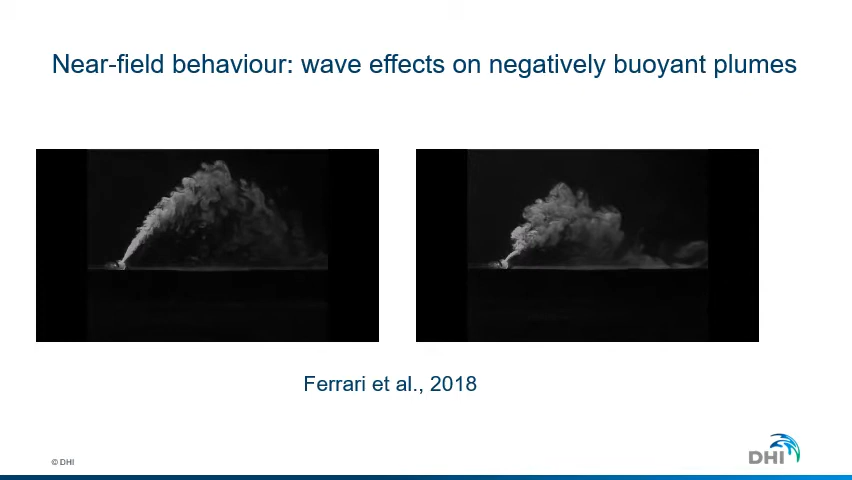 Near-field behaviour: wave effects on negatively buoyant plumes
Ferrari et al., 2018
© DHI
DHI